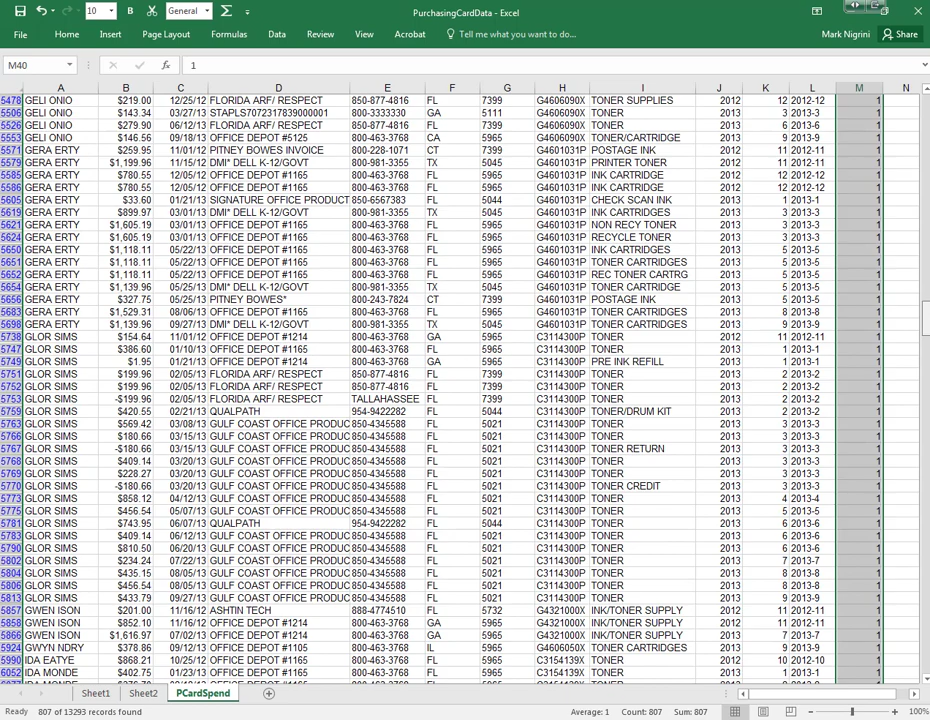 10 B General Σ PurchasingCardData - Excel
File Home Insert Page Layout Formulas Data Review View Acrobat Tell me what you want to do... Mark Nigrini Share
M40 fx 1
A B C D E F G H I J K L M N
5478 GELI ONIO $219.00 12/25/12 FLORIDA ARF/ RESPECT 850-877-4816 FL 7399 G4606090X TONER SUPPLIES 2012 12 2012-12 1
5506 GELI ONIO $143.34 03/27/13 STAPLS7072317839000001 800-3333330 GA 5111 G4606090X TONER 2013 3 2013-3 1
5526 GELI ONIO $279.90 06/12/13 FLORIDA ARF/ RESPECT 850-877-4816 FL 7399 G4606090X TONER 2013 6 2013-6 1
5553 GELI ONIO $146.56 09/18/13 OFFICE DEPOT #5125 800-463-3768 CA 5965 G4606090X TONER/CARTRIDGE 2013 9 2013-9 1
5571 GERA ERTY $259.95 11/01/12 PITNEY BOWES INVOICE 800-228-1071 CT 7399 G4601031P POSTAGE INK 2012 11 2012-11 1
5579 GERA ERTY $1,199.96 11/15/12 DMI* DELL K-12/GOVT 800-981-3355 TX 5045 G4601031P PRINTER TONER 2012 11 2012-11 1
5585 GERA ERTY $780.55 12/05/12 OFFICE DEPOT #1165 800-463-3768 FL 5965 G4601031P INK CARTRIDGE 2012 12 2012-12 1
5586 GERA ERTY $780.55 12/05/12 OFFICE DEPOT #1165 800-463-3768 FL 5965 G4601031P INK CARTRIDGE 2012 12 2012-12 1
5605 GERA ERTY $33.60 01/21/13 SIGNATURE OFFICE PRODUCT 850-6567383 FL 5044 G4601031P CHECK SCAN INK 2013 1 2013-1 1
5619 GERA ERTY $899.97 03/01/13 DMI* DELL K-12/GOVT 800-981-3355 TX 5045 G4601031P INK CARTRIDGES 2013 3 2013-3 1
5621 GERA ERTY $1,605.19 03/01/13 OFFICE DEPOT #1165 800-463-3768 FL 5965 G4601031P NON RECY TONER 2013 3 2013-3 1
5624 GERA ERTY $1,605.19 03/01/13 OFFICE DEPOT #1165 800-463-3768 FL 5965 G4601031P RECYCLE TONER 2013 3 2013-3 1
5650 GERA ERTY $1,118.11 05/22/13 OFFICE DEPOT #1165 800-463-3768 FL 5965 G4601031P INK CARTRIDGES 2013 5 2013-5 1
5651 GERA ERTY $1,118.11 05/22/13 OFFICE DEPOT #1165 800-463-3768 FL 5965 G4601031P TONER CARTRIDGES 2013 5 2013-5 1
5652 GERA ERTY $1,118.11 05/22/13 OFFICE DEPOT #1165 800-463-3768 FL 5965 G4601031P REC TONER CARTRG 2013 5 2013-5 1
5654 GERA ERTY $1,139.96 05/25/13 DMI* DELL K-12/GOVT 800-981-3355 TX 5045 G4601031P TONER CARTRIDGE 2013 5 2013-5 1
5656 GERA ERTY $327.75 05/25/13 PITNEY BOWES* 800-243-7824 CT 7399 G4601031P POSTAGE INK 2013 5 2013-5 1
5683 GERA ERTY $1,529.31 08/06/13 OFFICE DEPOT #1165 800-463-3768 FL 5965 G4601031P TONER CARTRIDGES 2013 8 2013-8 1
5698 GERA ERTY $1,139.96 09/27/13 DMI* DELL K-12/GOVT 800-981-3355 TX 5045 G4601031P TONER CARTRIDGES 2013 9 2013-9 1
5738 GLOR SIMS $154.64 11/01/12 OFFICE DEPOT #1214 800-463-3768 GA 5965 C3114300P TONER 2012 11 2012-11 1
5747 GLOR SIMS $386.60 01/10/13 OFFICE DEPOT #1165 800-463-3768 FL 5965 C3114300P TONER 2013 1 2013-1 1
5749 GLOR SIMS $1.95 01/21/13 OFFICE DEPOT #1214 800-463-3768 GA 5965 C3114300P PRE INK REFILL 2013 1 2013-1 1
5751 GLOR SIMS $199.96 02/05/13 FLORIDA ARF/ RESPECT 850-877-4816 FL 7399 C3114300P TONER 2013 2 2013-2 1
5752 GLOR SIMS $199.96 02/05/13 FLORIDA ARF/ RESPECT 850-877-4816 FL 7399 C3114300P TONER 2013 2 2013-2 1
5753 GLOR SIMS -$199.96 02/05/13 FLORIDA ARF/ RESPECT TALLAHASSEE FL 7399 C3114300P TONER 2013 2 2013-2 1
5759 GLOR SIMS $420.55 02/21/13 QUALPATH 954-9422282 FL 5044 C3114300P TONER/DRUM KIT 2013 2 2013-2 1
5763 GLOR SIMS $569.42 03/08/13 GULF COAST OFFICE PRODUC 850-4345588 FL 5021 C3114300P TONER 2013 3 2013-3 1
5766 GLOR SIMS $180.66 03/15/13 GULF COAST OFFICE PRODUC 850-4345588 FL 5021 C3114300P TONER 2013 3 2013-3 1
5767 GLOR SIMS -$180.66 03/15/13 GULF COAST OFFICE PRODUC 850-4345588 FL 5021 C3114300P TONER RETURN 2013 3 2013-3 1
5768 GLOR SIMS $409.14 03/20/13 GULF COAST OFFICE PRODUC 850-4345588 FL 5021 C3114300P TONER 2013 3 2013-3 1
5769 GLOR SIMS $228.27 03/20/13 GULF COAST OFFICE PRODUC 850-4345588 FL 5021 C3114300P TONER 2013 3 2013-3 1
5770 GLOR SIMS -$180.66 03/20/13 GULF COAST OFFICE PRODUC 850-4345588 FL 5021 C3114300P TONER CREDIT 2013 3 2013-3 1
5773 GLOR SIMS $858.12 04/12/13 GULF COAST OFFICE PRODUC 850-4345588 FL 5021 C3114300P TONER 2013 4 2013-4 1
5775 GLOR SIMS $456.54 05/07/13 GULF COAST OFFICE PRODUC 850-4345588 FL 5021 C3114300P TONER 2013 5 2013-5 1
5781 GLOR SIMS $743.95 06/07/13 QUALPATH 954-9422282 FL 5044 C3114300P TONER 2013 6 2013-6 1
5783 GLOR SIMS $409.14 06/12/13 GULF COAST OFFICE PRODUC 850-4345588 FL 5021 C3114300P TONER 2013 6 2013-6 1
5790 GLOR SIMS $810.50 06/20/13 GULF COAST OFFICE PRODUC 850-4345588 FL 5021 C3114300P TONER 2013 6 2013-6 1
5802 GLOR SIMS $234.24 07/22/13 GULF COAST OFFICE PRODUC 850-4345588 FL 5021 C3114300P TONER 2013 7 2013-7 1
5804 GLOR SIMS $435.15 08/05/13 GULF COAST OFFICE PRODUC 850-4345588 FL 5021 C3114300P TONER 2013 8 2013-8 1
5806 GLOR SIMS $456.54 08/05/13 GULF COAST OFFICE PRODUC 850-4345588 FL 5021 C3114300P TONER 2013 8 2013-8 1
5813 GLOR SIMS $433.79 09/27/13 GULF COAST OFFICE PRODUC 850-4345588 FL 5021 C3114300P TONER 2013 9 2013-9 1
5857 GWEN ISON $201.00 11/16/12 ASHTIN TECH 888-4774510 FL 5732 G4321000X INK/TONER SUPPLY 2012 11 2012-11 1
5858 GWEN ISON $852.10 11/16/12 OFFICE DEPOT #1214 800-463-3768 GA 5965 G4321000X INK/TONER SUPPLY 2012 11 2012-11 1
5866 GWEN ISON $1,616.97 07/02/13 OFFICE DEPOT #1214 800-463-3768 GA 5965 G4321000X INK/TONER SUPPLY 2013 7 2013-7 1
5924 GWYN NDRY $378.86 09/12/13 OFFICE DEPOT #1105 800-463-3768 IL 5965 G4606050X TONER CARTRIDGES 2013 9 2013-9 1
5990 IDA EATYE $868.21 10/25/12 OFFICE DEPOT #1165 800-463-3768 FL 5965 C3154139X TONER 2012 10 2012-10 1
6052 IDA MONDE $402.75 01/23/13 OFFICE DEPOT #1165 800-463-3768 FL 5965 C3154130X TONER 2013 1 2013-1 1
Sheet1 Sheet2 PCardSpend
Ready 807 of 13293 records found Average: 1 Count: 807 Sum: 807 100%